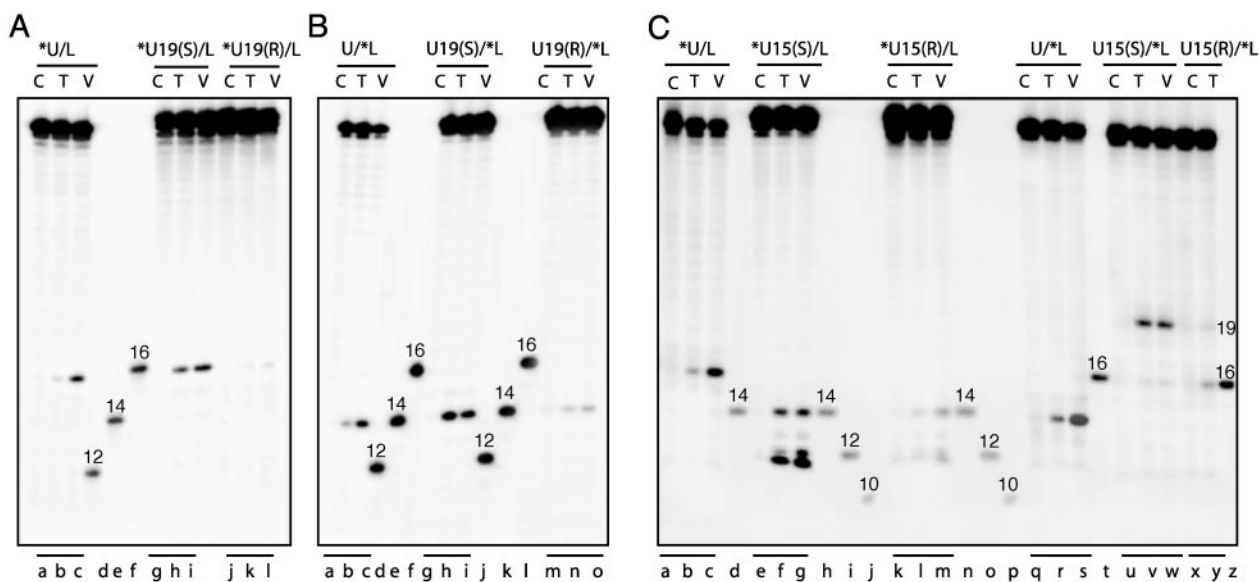 A
*U/L *U19(S)/L *U19(R)/L
C T V C T V C T V
16
14
12
a b c d e f g h i j k l
B
U/*L U19(S)/*L U19(R)/*L
C T V C T V C T V
16 16
14 14
12 12
a b c d e f g h i j k l m n o
C
*U/L *U15(S)/L *U15(R)/L U/*L U15(S)/*L U15(R)/*L
C T V C T V C T V C T V C T V C T
19
16 16
14 14 14
12 12
10 10
a b c d e f g h i j k l m n o p q r s t u v w x y z